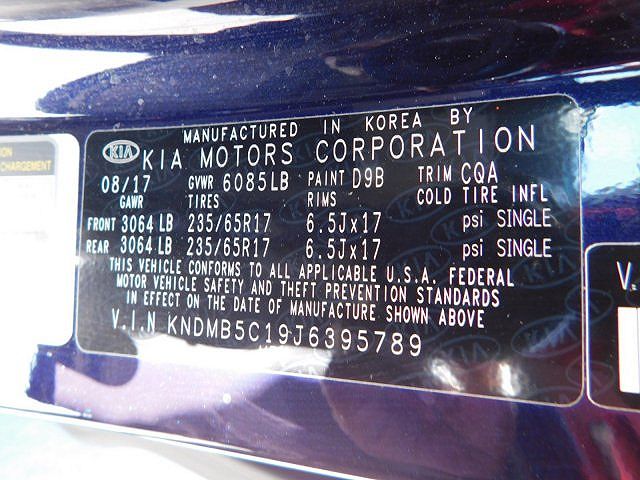 MANUFACTURED IN KOREA BY
KIA KIA MOTORS CORPORATION
08/17 GVWR 6085LB PAINT D9B TRIM CQA
GAWR TIRES RIMS COLD TIRE INFL
FRONT 3064 LB 235/65R17 6.5Jx17 psi SINGLE
REAR 3064 LB 235/65R17 6.5Jx17 psi SINGLE
THIS VEHICLE CONFORMS TO ALL APPLICABLE U.S.A. FEDERAL
MOTOR VEHICLE SAFETY AND THEFT PREVENTION STANDARDS
IN EFFECT ON THE DATE OF MANUFACTURE SHOWN ABOVE
V.I.N KNDMB5C19J6395789
CHARGEMENT
V.